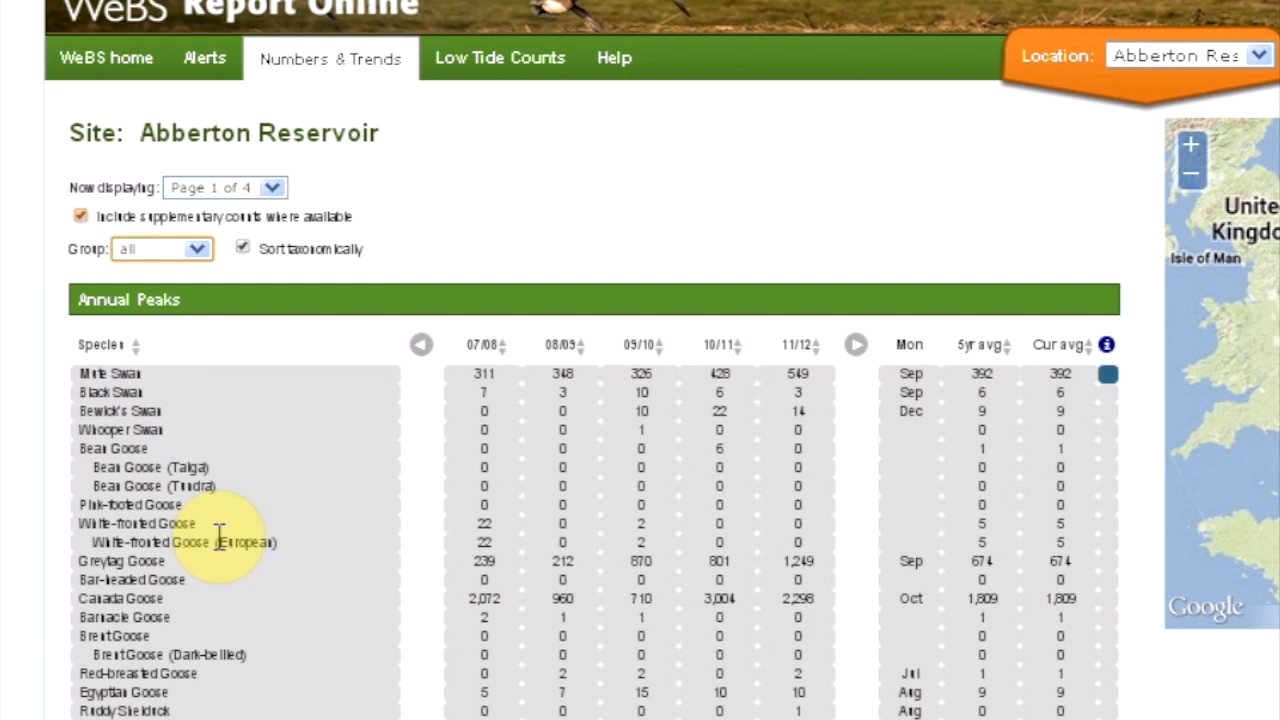 WeBS Report Online
WeBS home Alerts Numbers & Trends Low Tide Counts Help Location: Abberton Res
Site: Abberton Reservoir
Now displaying: Page 1 of 4
Include supplementary counts where available
Group: all Sort taxonomically
Annual Peaks
Species 07/08 08/09 09/10 10/11 11/12 Mon 5yr avg Cur avg
Mute Swan 311 348 326 428 549 Sep 392 392
Black Swan 7 3 10 6 3 Sep 6 6
Bewick's Swan 0 0 10 22 14 Dec 9 9
Whooper Swan 0 0 1 0 0 0 0
Bean Goose 0 0 0 6 0 1 1
Bean Goose (Taiga) 0 0 0 0 0 0 0
Bean Goose (Tundra) 0 0 0 0 0 0 0
Pink-footed Goose 0 0 0 0 0 0 0
White-fronted Goose 22 0 2 0 0 5 5
White-fronted Goose (European) 22 0 2 0 0 5 5
Greylag Goose 239 212 870 801 1,249 Sep 674 674
Bar-headed Goose 0 0 0 0 0 0 0
Canada Goose 2,072 960 710 3,004 2,298 Oct 1,809 1,809
Barnacle Goose 2 1 1 0 0 1 1
Brent Goose 0 0 0 0 0 0 0
Brent Goose (Dark-bellied) 0 0 0 0 0 0 0
Red-breasted Goose 0 2 2 0 2 Jul 1 1
Egyptian Goose 5 7 15 10 10 Aug 9 9
Ruddy Shelduck 0 0 0 0 1 Aug 0 0
+
−
Unite
Kingdo
Isle of Man
Google